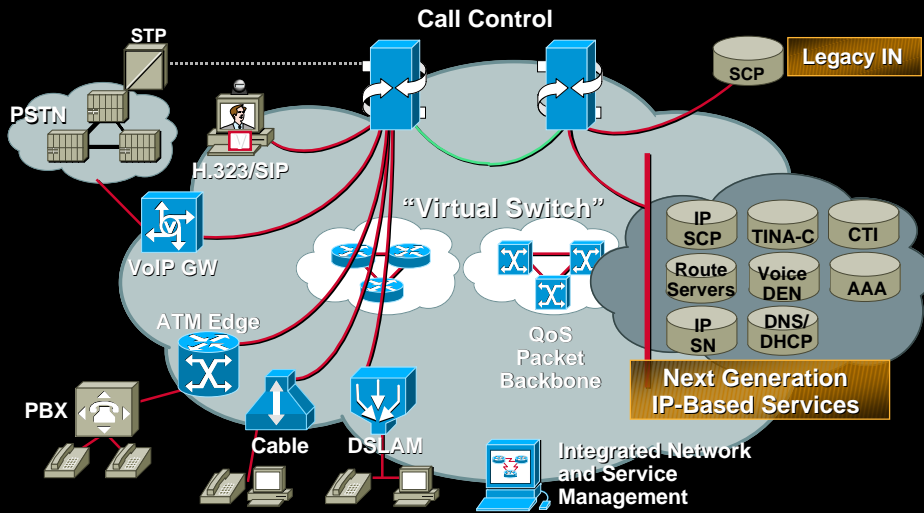 Call Control
STP
Legacy IN
SCP
PSTN
V
H.323/SIP
“Virtual Switch”
V
VoIP GW
IP
SCP
TINA-C
CTI
Route
Servers
Voice
DEN
AAA
IP
SN
DNS/
DHCP
ATM Edge
QoS
Packet
Backbone
Next Generation
IP-Based Services
PBX
Cable
DSLAM
Integrated Network
and Service
Management